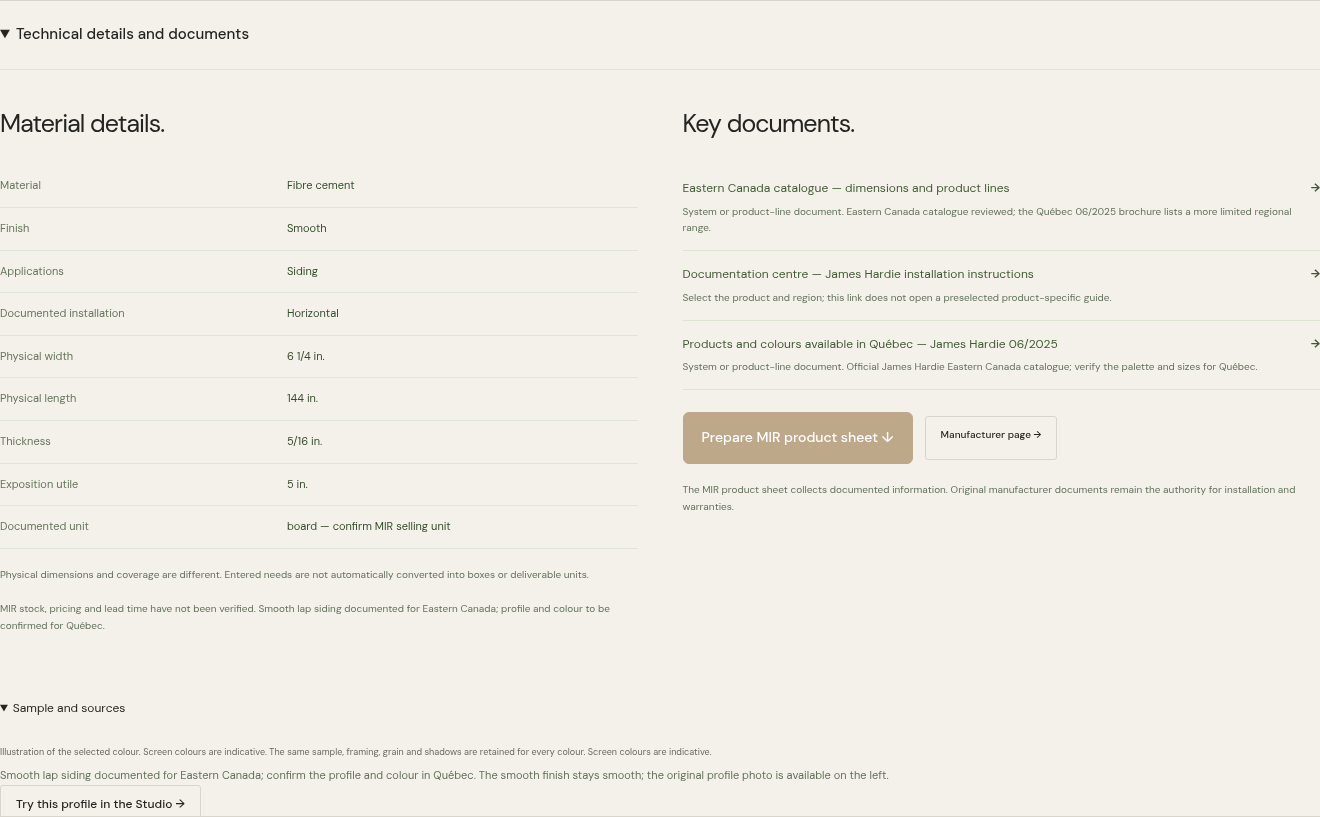 ▼ Technical details and documents
Material details.
Material Fibre cement
Finish Smooth
Applications Siding
Documented installation Horizontal
Physical width 6 1/4 in.
Physical length 144 in.
Thickness 5/16 in.
Exposition utile 5 in.
Documented unit board — confirm MIR selling unit
Physical dimensions and coverage are different. Entered needs are not automatically converted into boxes or deliverable units.
MIR stock, pricing and lead time have not been verified. Smooth lap siding documented for Eastern Canada; profile and colour to be
confirmed for Québec.
Key documents.
Eastern Canada catalogue — dimensions and product lines →
System or product-line document. Eastern Canada catalogue reviewed; the Québec 06/2025 brochure lists a more limited regional
range.
Documentation centre — James Hardie installation instructions →
Select the product and region; this link does not open a preselected product-specific guide.
Products and colours available in Québec — James Hardie 06/2025 →
System or product-line document. Official James Hardie Eastern Canada catalogue; verify the palette and sizes for Québec.
Prepare MIR product sheet ↓
Manufacturer page →
The MIR product sheet collects documented information. Original manufacturer documents remain the authority for installation and
warranties.
▼ Sample and sources
Illustration of the selected colour. Screen colours are indicative. The same sample, framing, grain and shadows are retained for every colour. Screen colours are indicative.
Smooth lap siding documented for Eastern Canada; confirm the profile and colour in Québec. The smooth finish stays smooth; the original profile photo is available on the left.
Try this profile in the Studio →